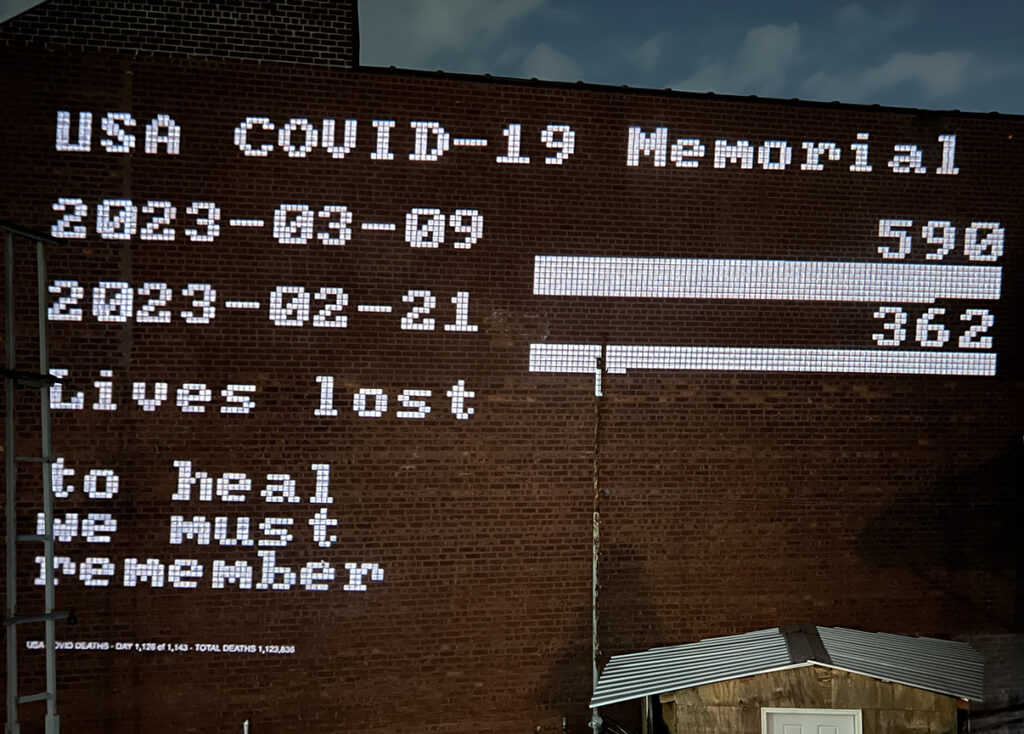 USA COVID-19 Memorial
2023-03-09 590
2023-02-21 362
Lives lost
to heal
we must
remember
USA COVID DEATHS - DAY 1,126 of 1,143 - TOTAL DEATHS 1,123,836